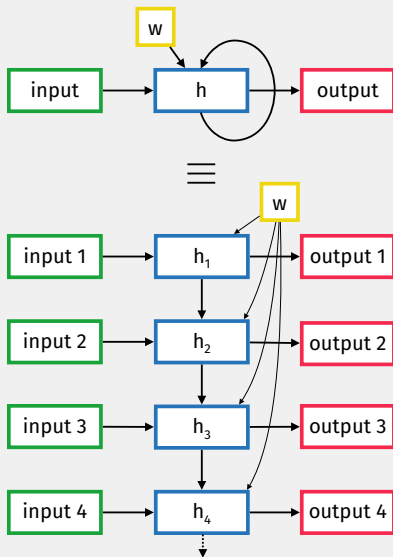 w
input h output
≡
w
input 1 h₁ output 1
input 2 h₂ output 2
input 3 h₃ output 3
input 4 h₄ output 4